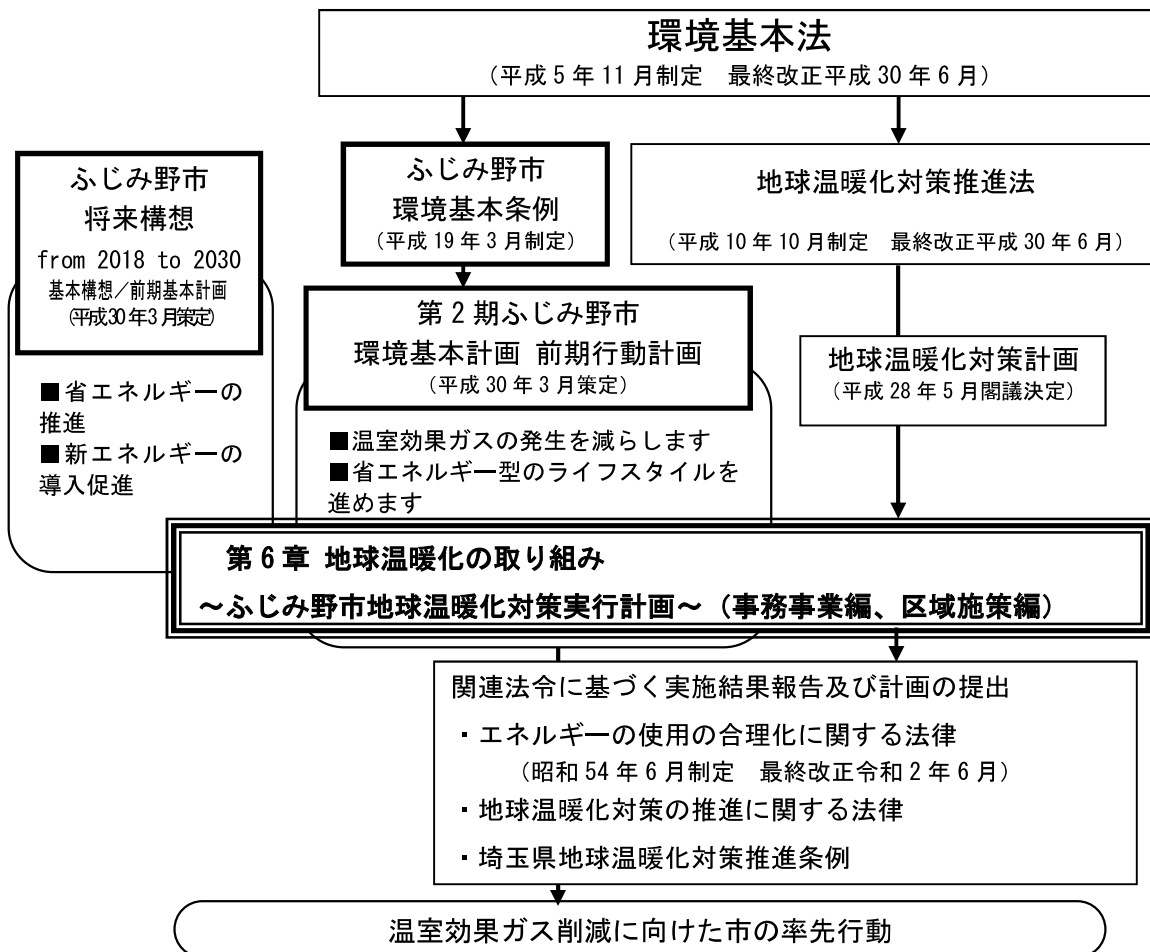 環境基本法
（平成5年11月制定　最終改正平成30年6月）
ふじみ野市
将来構想
from 2018 to 2030
基本構想／前期基本計画
（平成30年3月策定）
ふじみ野市
環境基本条例
（平成19年3月制定）
地球温暖化対策推進法
（平成10年10月制定　最終改正平成30年6月）
第2期ふじみ野市
環境基本計画 前期行動計画
（平成30年3月策定）
地球温暖化対策計画
（平成28年5月閣議決定）
■省エネルギーの
推進
■新エネルギーの
導入促進
■温室効果ガスの発生を減らします
■省エネルギー型のライフスタイルを
進めます
第6章 地球温暖化の取り組み
～ふじみ野市地球温暖化対策実行計画～（事務事業編、区域施策編）
関連法令に基づく実施結果報告及び計画の提出
・エネルギーの使用の合理化に関する法律
（昭和54年6月制定　最終改正令和2年6月）
・地球温暖化対策の推進に関する法律
・埼玉県地球温暖化対策推進条例
温室効果ガス削減に向けた市の率先行動